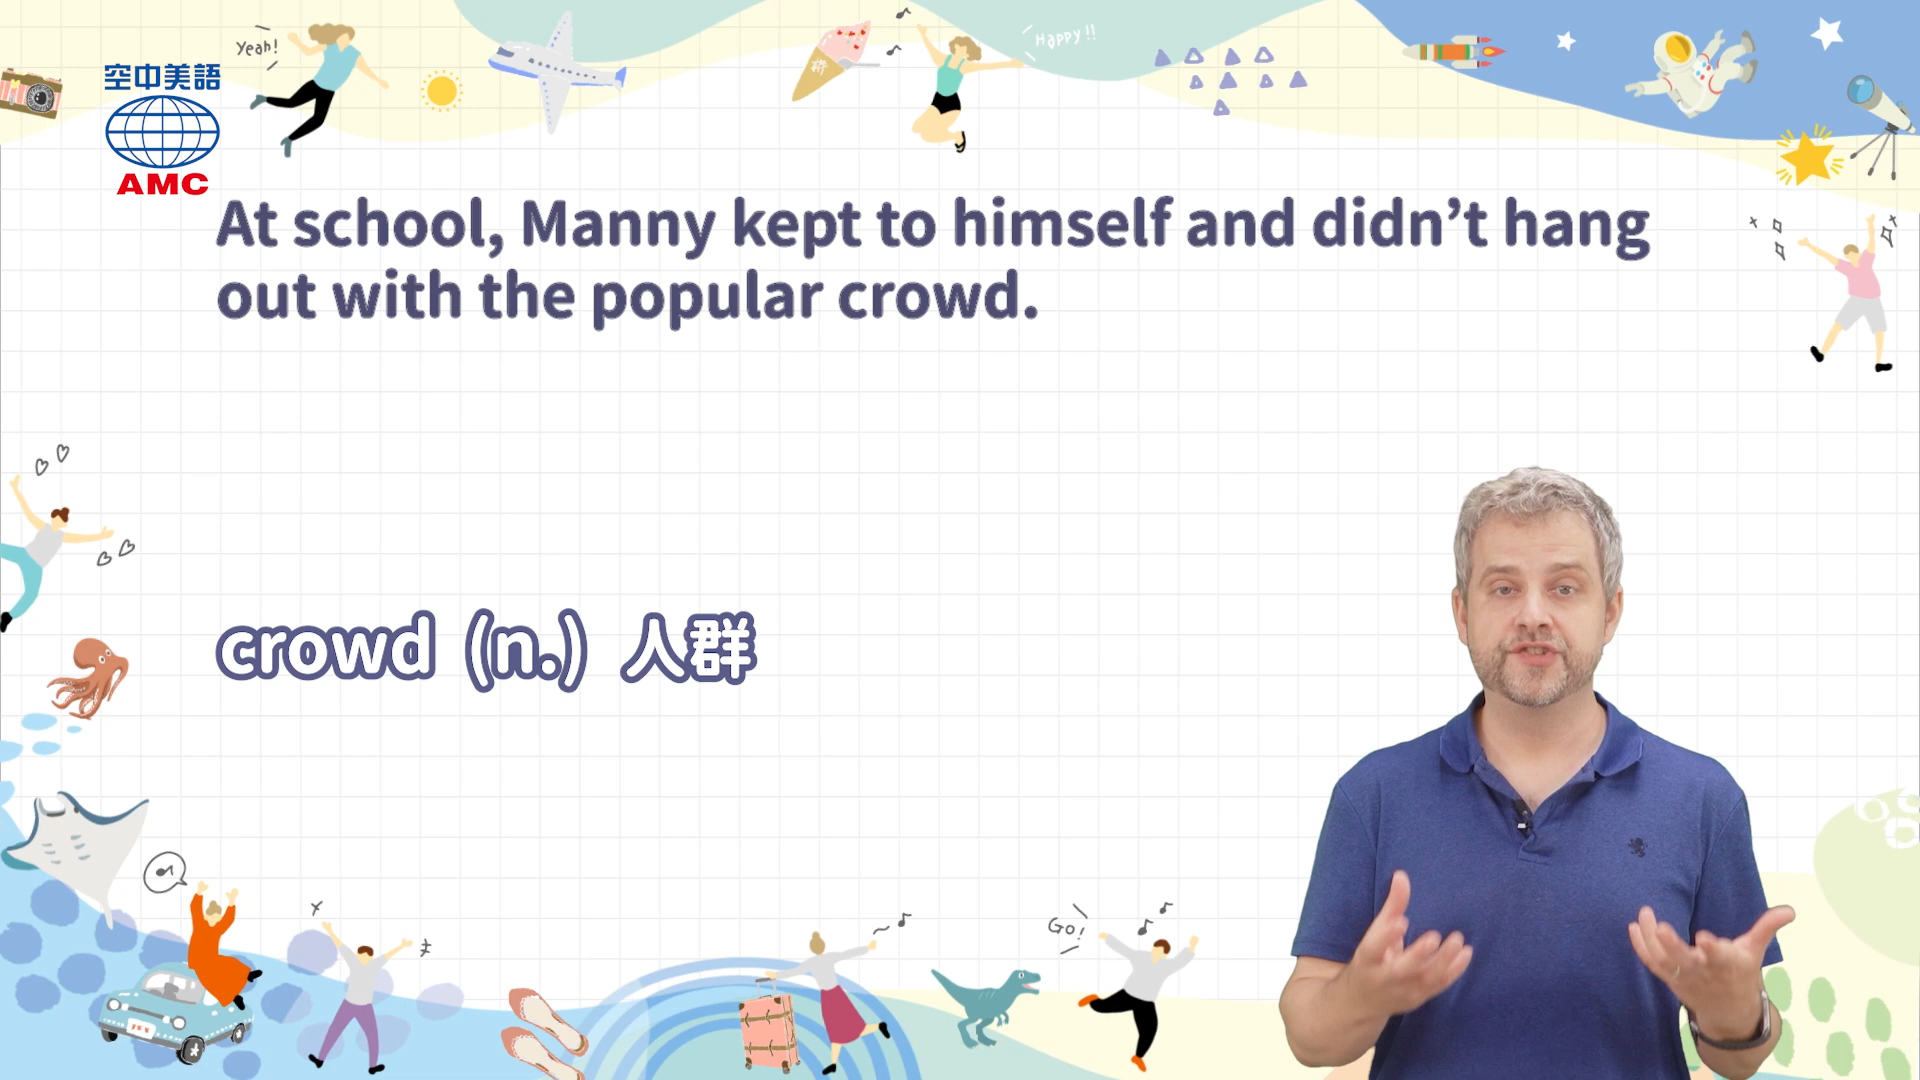 Yeah!
Happy!!
空中美語
AMC
At school, Manny kept to himself and didn’t hang
out with the popular crowd.
crowd (n.) 人群
Go!